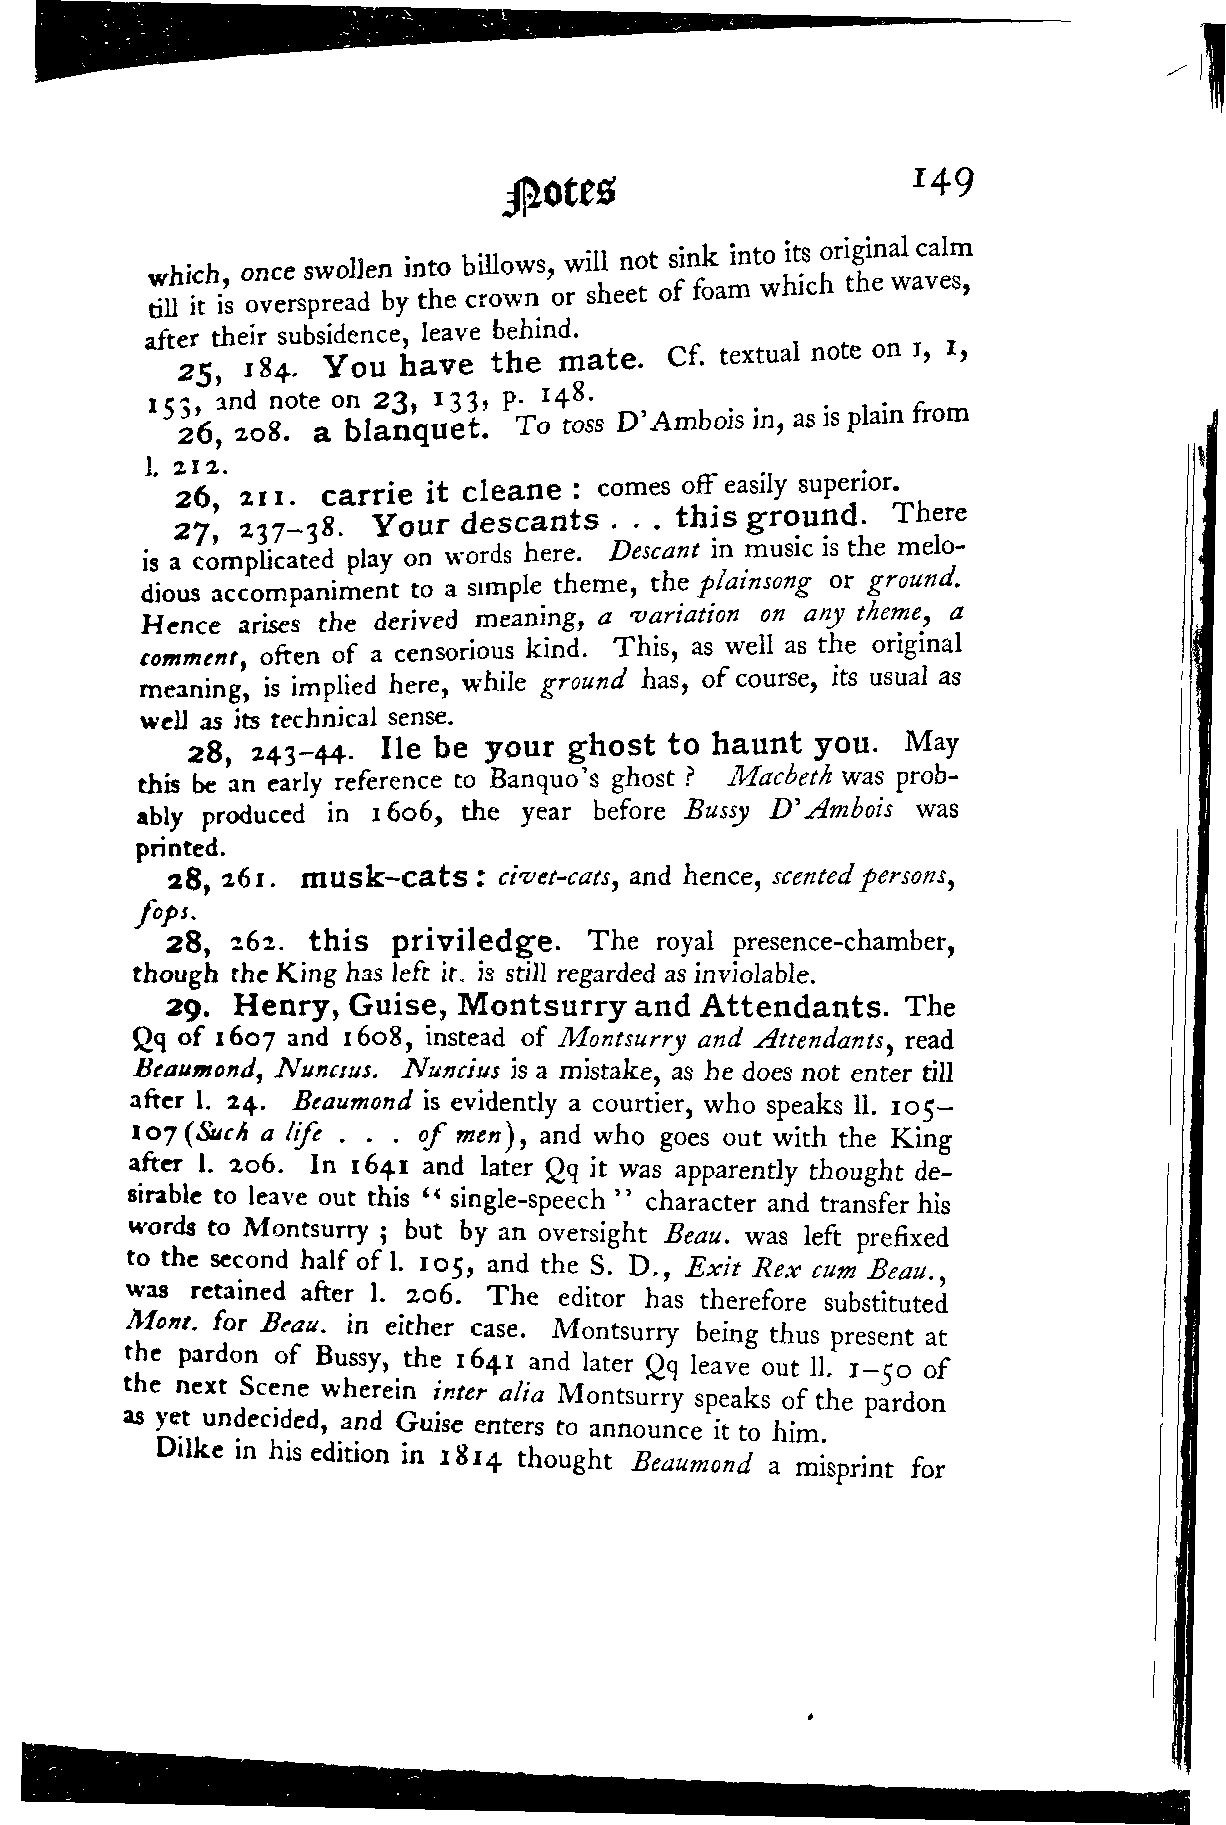 Notes 149
which, once swollen into billows, will not sink into its original calm
till it is overspread by the crown or sheet of foam which the waves,
after their subsidence, leave behind.
25, 184. You have the mate. Cf. textual note on 1, 1,
153, and note on 23, 133, p. 148.
26, 208. a blanquet. To toss D'Ambois in, as is plain from
l. 212.
26, 211. carrie it cleane : comes off easily superior.
27, 237–38. Your descants . . . this ground. There
is a complicated play on words here. Descant in music is the melo-
dious accompaniment to a simple theme, the plainsong or ground.
Hence arises the derived meaning, a variation on any theme, a
comment, often of a censorious kind. This, as well as the original
meaning, is implied here, while ground has, of course, its usual as
well as its technical sense.
28, 243–44. Ile be your ghost to haunt you. May
this be an early reference to Banquo's ghost ? Macbeth was prob-
ably produced in 1606, the year before Bussy D'Ambois was
printed.
28, 261. musk-cats : civet-cats, and hence, scented persons,
fops.
28, 262. this priviledge. The royal presence-chamber,
though the King has left it. is still regarded as inviolable.
29. Henry, Guise, Montsurry and Attendants. The
Qq of 1607 and 1608, instead of Montsurry and Attendants, read
Beaumond, Nuncius. Nuncius is a mistake, as he does not enter till
after l. 24. Beaumond is evidently a courtier, who speaks ll. 105–
107 (Such a life . . . of men), and who goes out with the King
after l. 206. In 1641 and later Qq it was apparently thought de-
sirable to leave out this " single-speech " character and transfer his
words to Montsurry ; but by an oversight Beau. was left prefixed
to the second half of l. 105, and the S. D., Exit Rex cum Beau.,
was retained after l. 206. The editor has therefore substituted
Mont. for Beau. in either case. Montsurry being thus present at
the pardon of Bussy, the 1641 and later Qq leave out ll. 1–50 of
the next Scene wherein inter alia Montsurry speaks of the pardon
as yet undecided, and Guise enters to announce it to him.
Dilke in his edition in 1814 thought Beaumond a misprint for